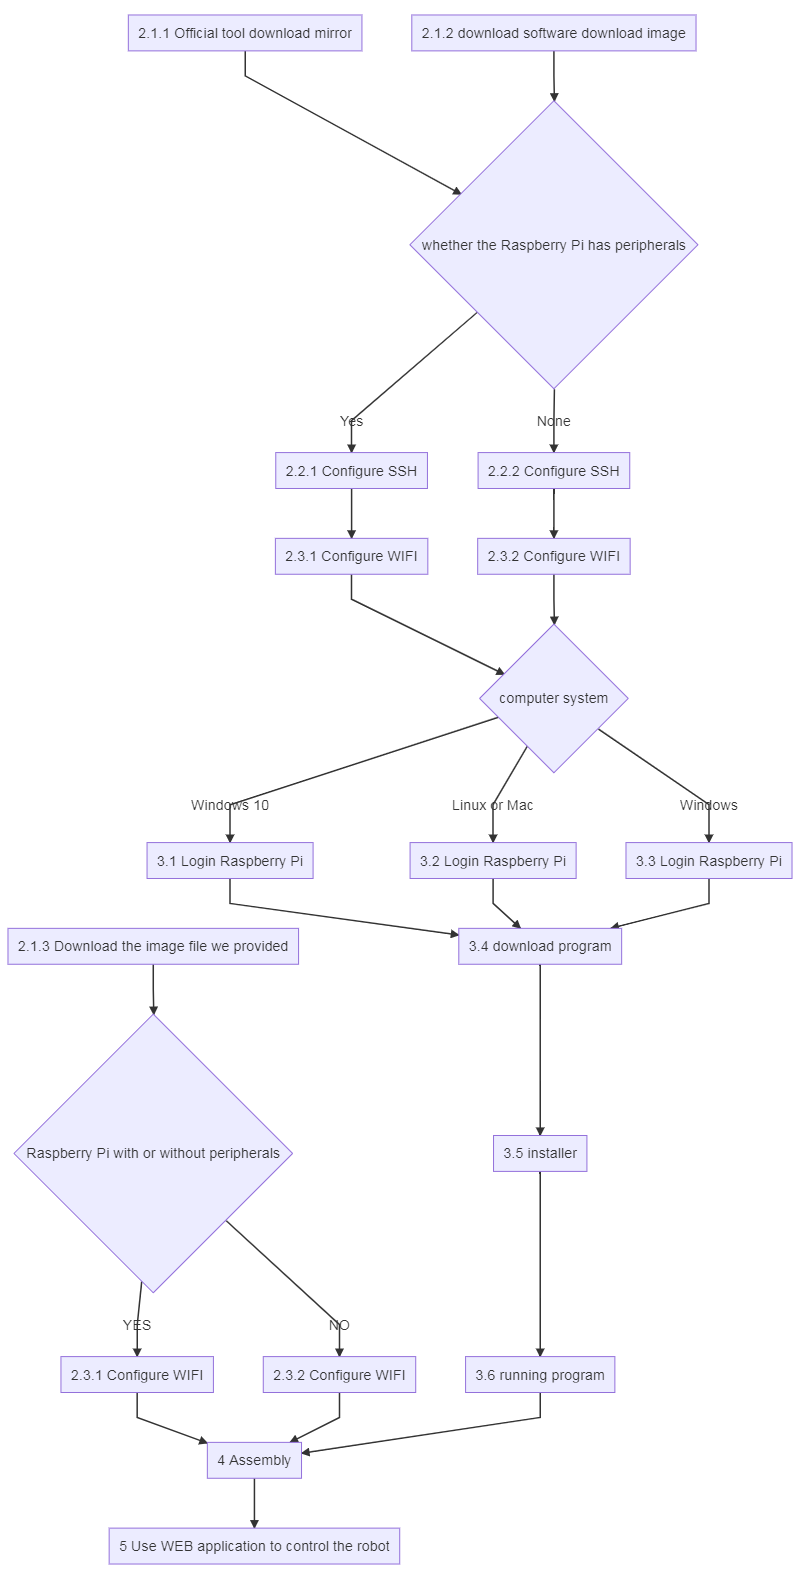 2.1.1 Official tool download mirror
2.1.2 download software download image
whether the Raspberry Pi has peripherals
Yes
None
2.2.1 Configure SSH
2.2.2 Configure SSH
2.3.1 Configure WIFI
2.3.2 Configure WIFI
computer system
Windows 10
Linux or Mac
Windows
3.1 Login Raspberry Pi
3.2 Login Raspberry Pi
3.3 Login Raspberry Pi
2.1.3 Download the image file we provided
3.4 download program
Raspberry Pi with or without peripherals
3.5 installer
YES
NO
2.3.1 Configure WIFI
2.3.2 Configure WIFI
3.6 running program
4 Assembly
5 Use WEB application to control the robot